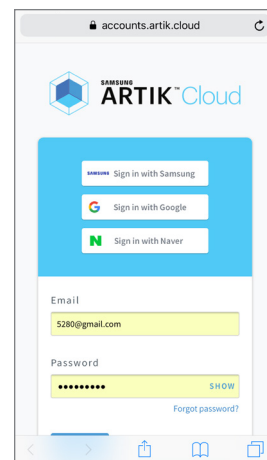 accounts.artik.cloud
SAMSUNG
ARTIK™ Cloud
SAMSUNG Sign in with Samsung
G Sign in with Google
N Sign in with Naver
Email
5280@gmail.com
Password
••••••••• SHOW
Forgot password?